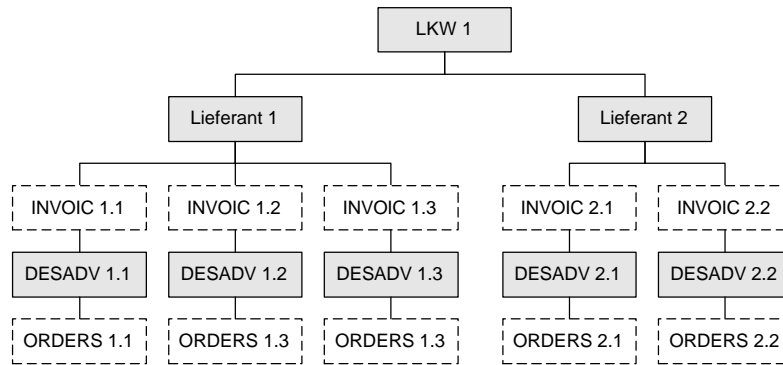 LKW 1
Lieferant 1
Lieferant 2
INVOIC 1.1
INVOIC 1.2
INVOIC 1.3
INVOIC 2.1
INVOIC 2.2
DESADV 1.1
DESADV 1.2
DESADV 1.3
DESADV 2.1
DESADV 2.2
ORDERS 1.1
ORDERS 1.3
ORDERS 1.3
ORDERS 2.1
ORDERS 2.2